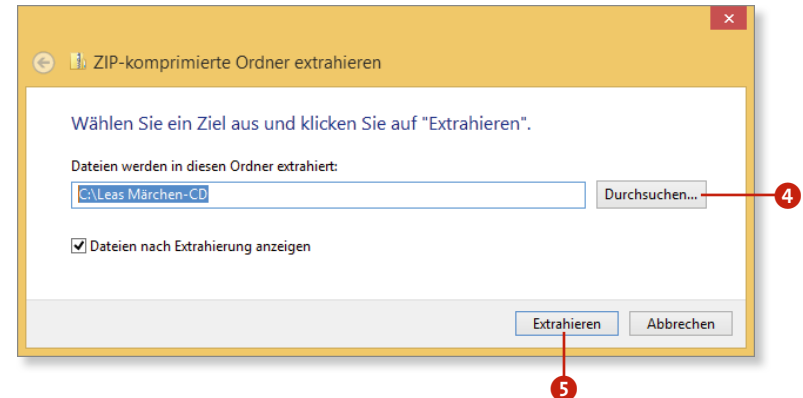 ZIP-komprimierte Ordner extrahieren
Wählen Sie ein Ziel aus und klicken Sie auf "Extrahieren".
Dateien werden in diesen Ordner extrahiert:
C:\Leas Märchen-CD
Durchsuchen...
4
Dateien nach Extrahierung anzeigen
Extrahieren
Abbrechen
5